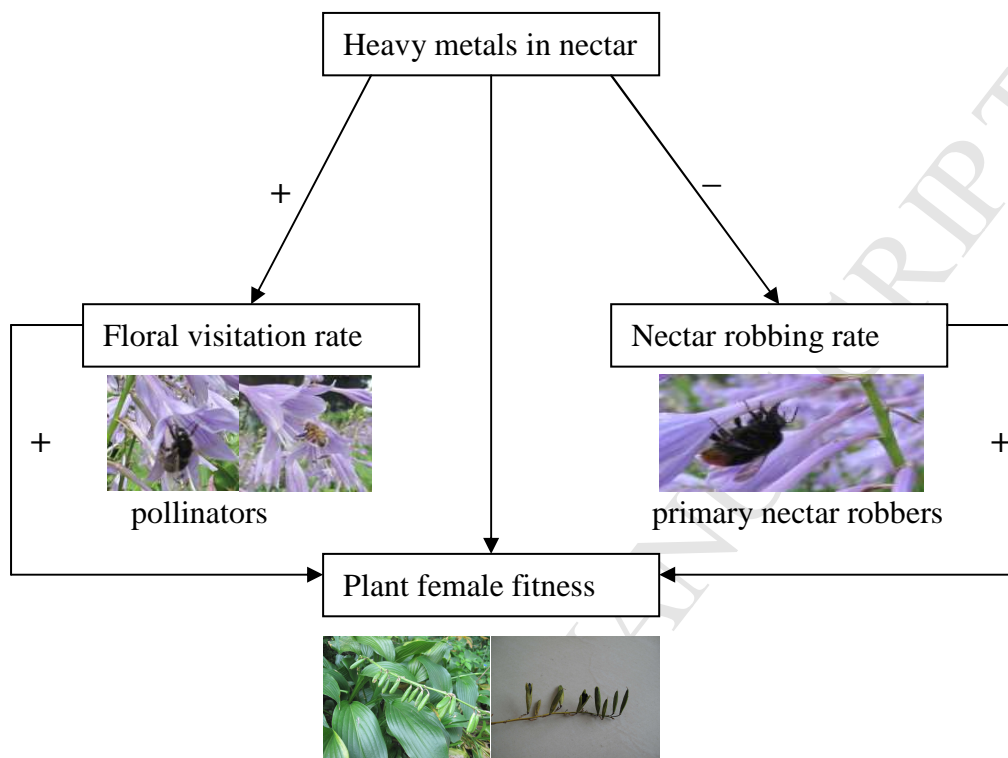 Heavy metals in nectar
+
−
Floral visitation rate
Nectar robbing rate
+
+
pollinators
primary nectar robbers
Plant female fitness